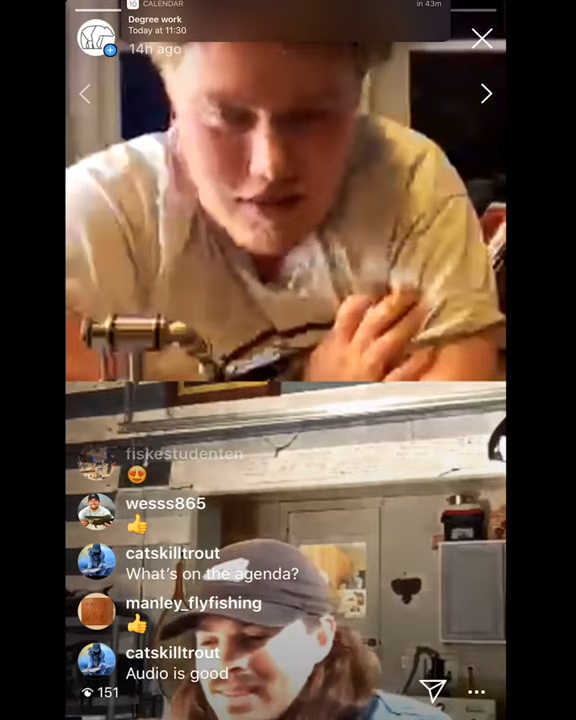 10 CALENDAR in 43m
Degree work
Today at 11:30
14h ago
fiskestudenten
😍
wesss865
👍
catskilltrout
What's on the agenda?
manley_flyfishing
👍
catskilltrout
Audio is good
151